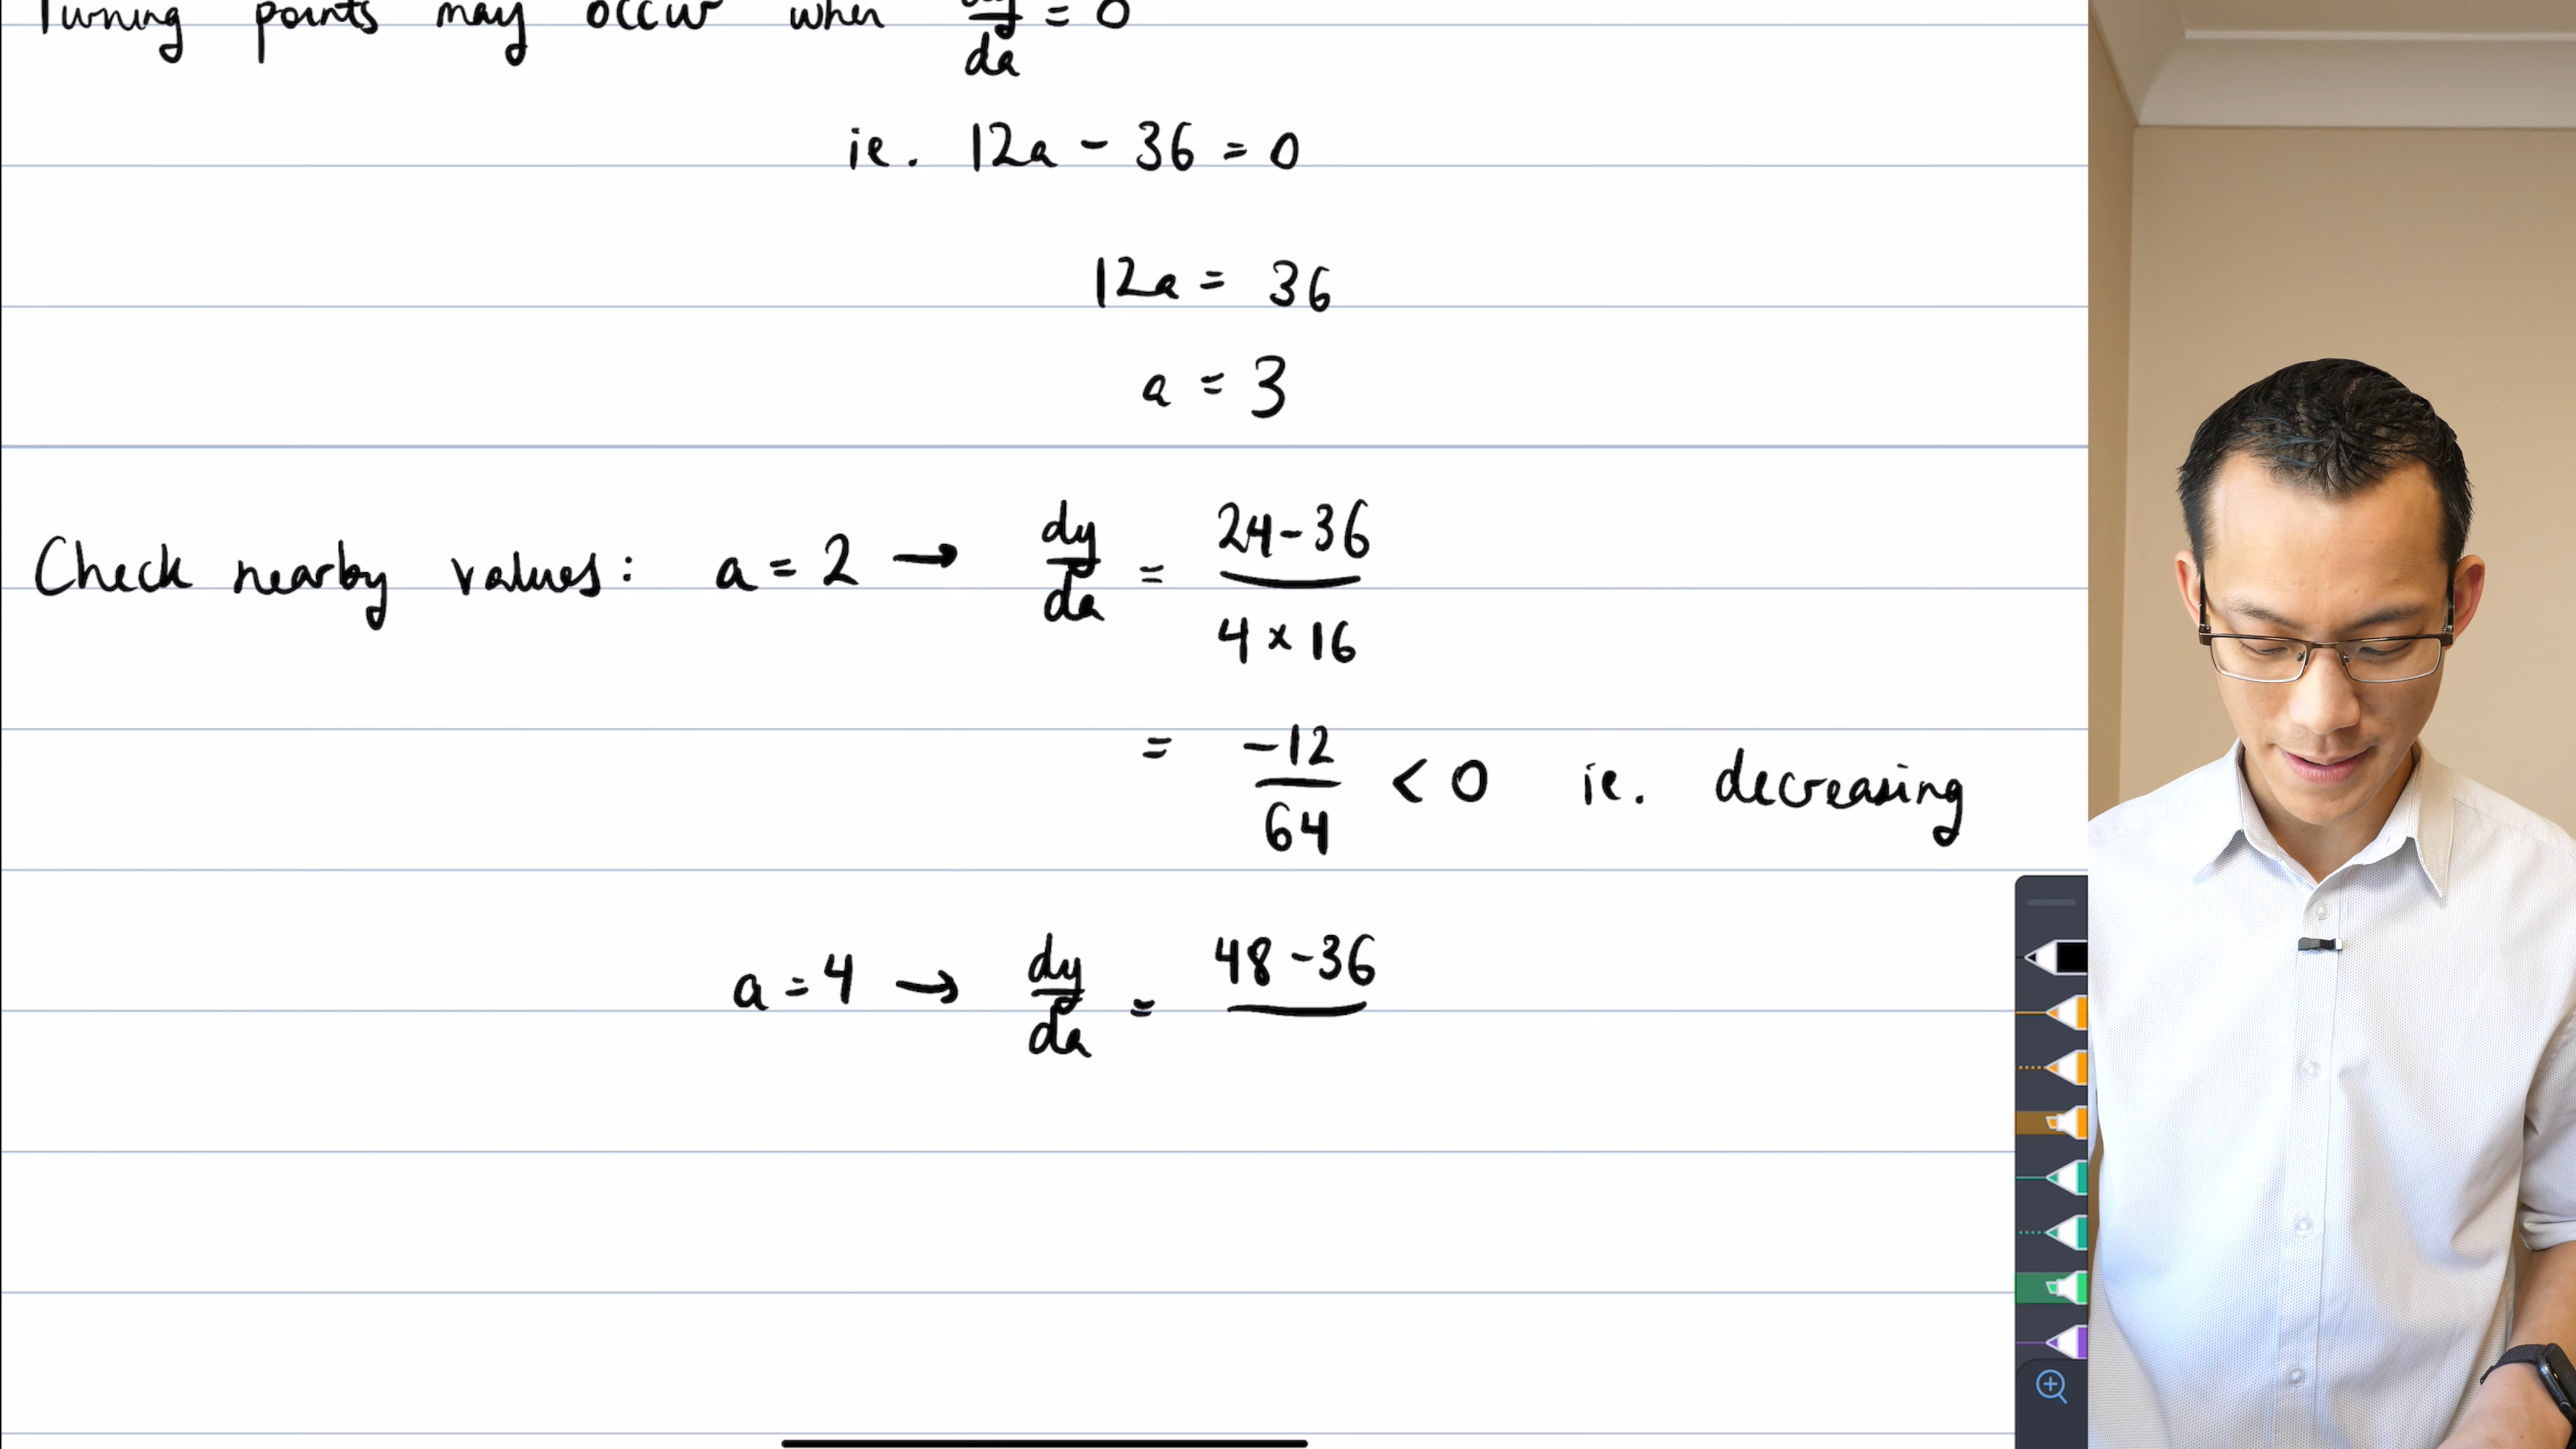 Turning points may occur when dy/da = 0
ie. 12a - 36 = 0
12a = 36
a = 3
Check nearby values: a = 2 → dy/da = 24-36 / 4 × 16
= -12/64 < 0 ie. decreasing
a = 4 → dy/da = 48-36